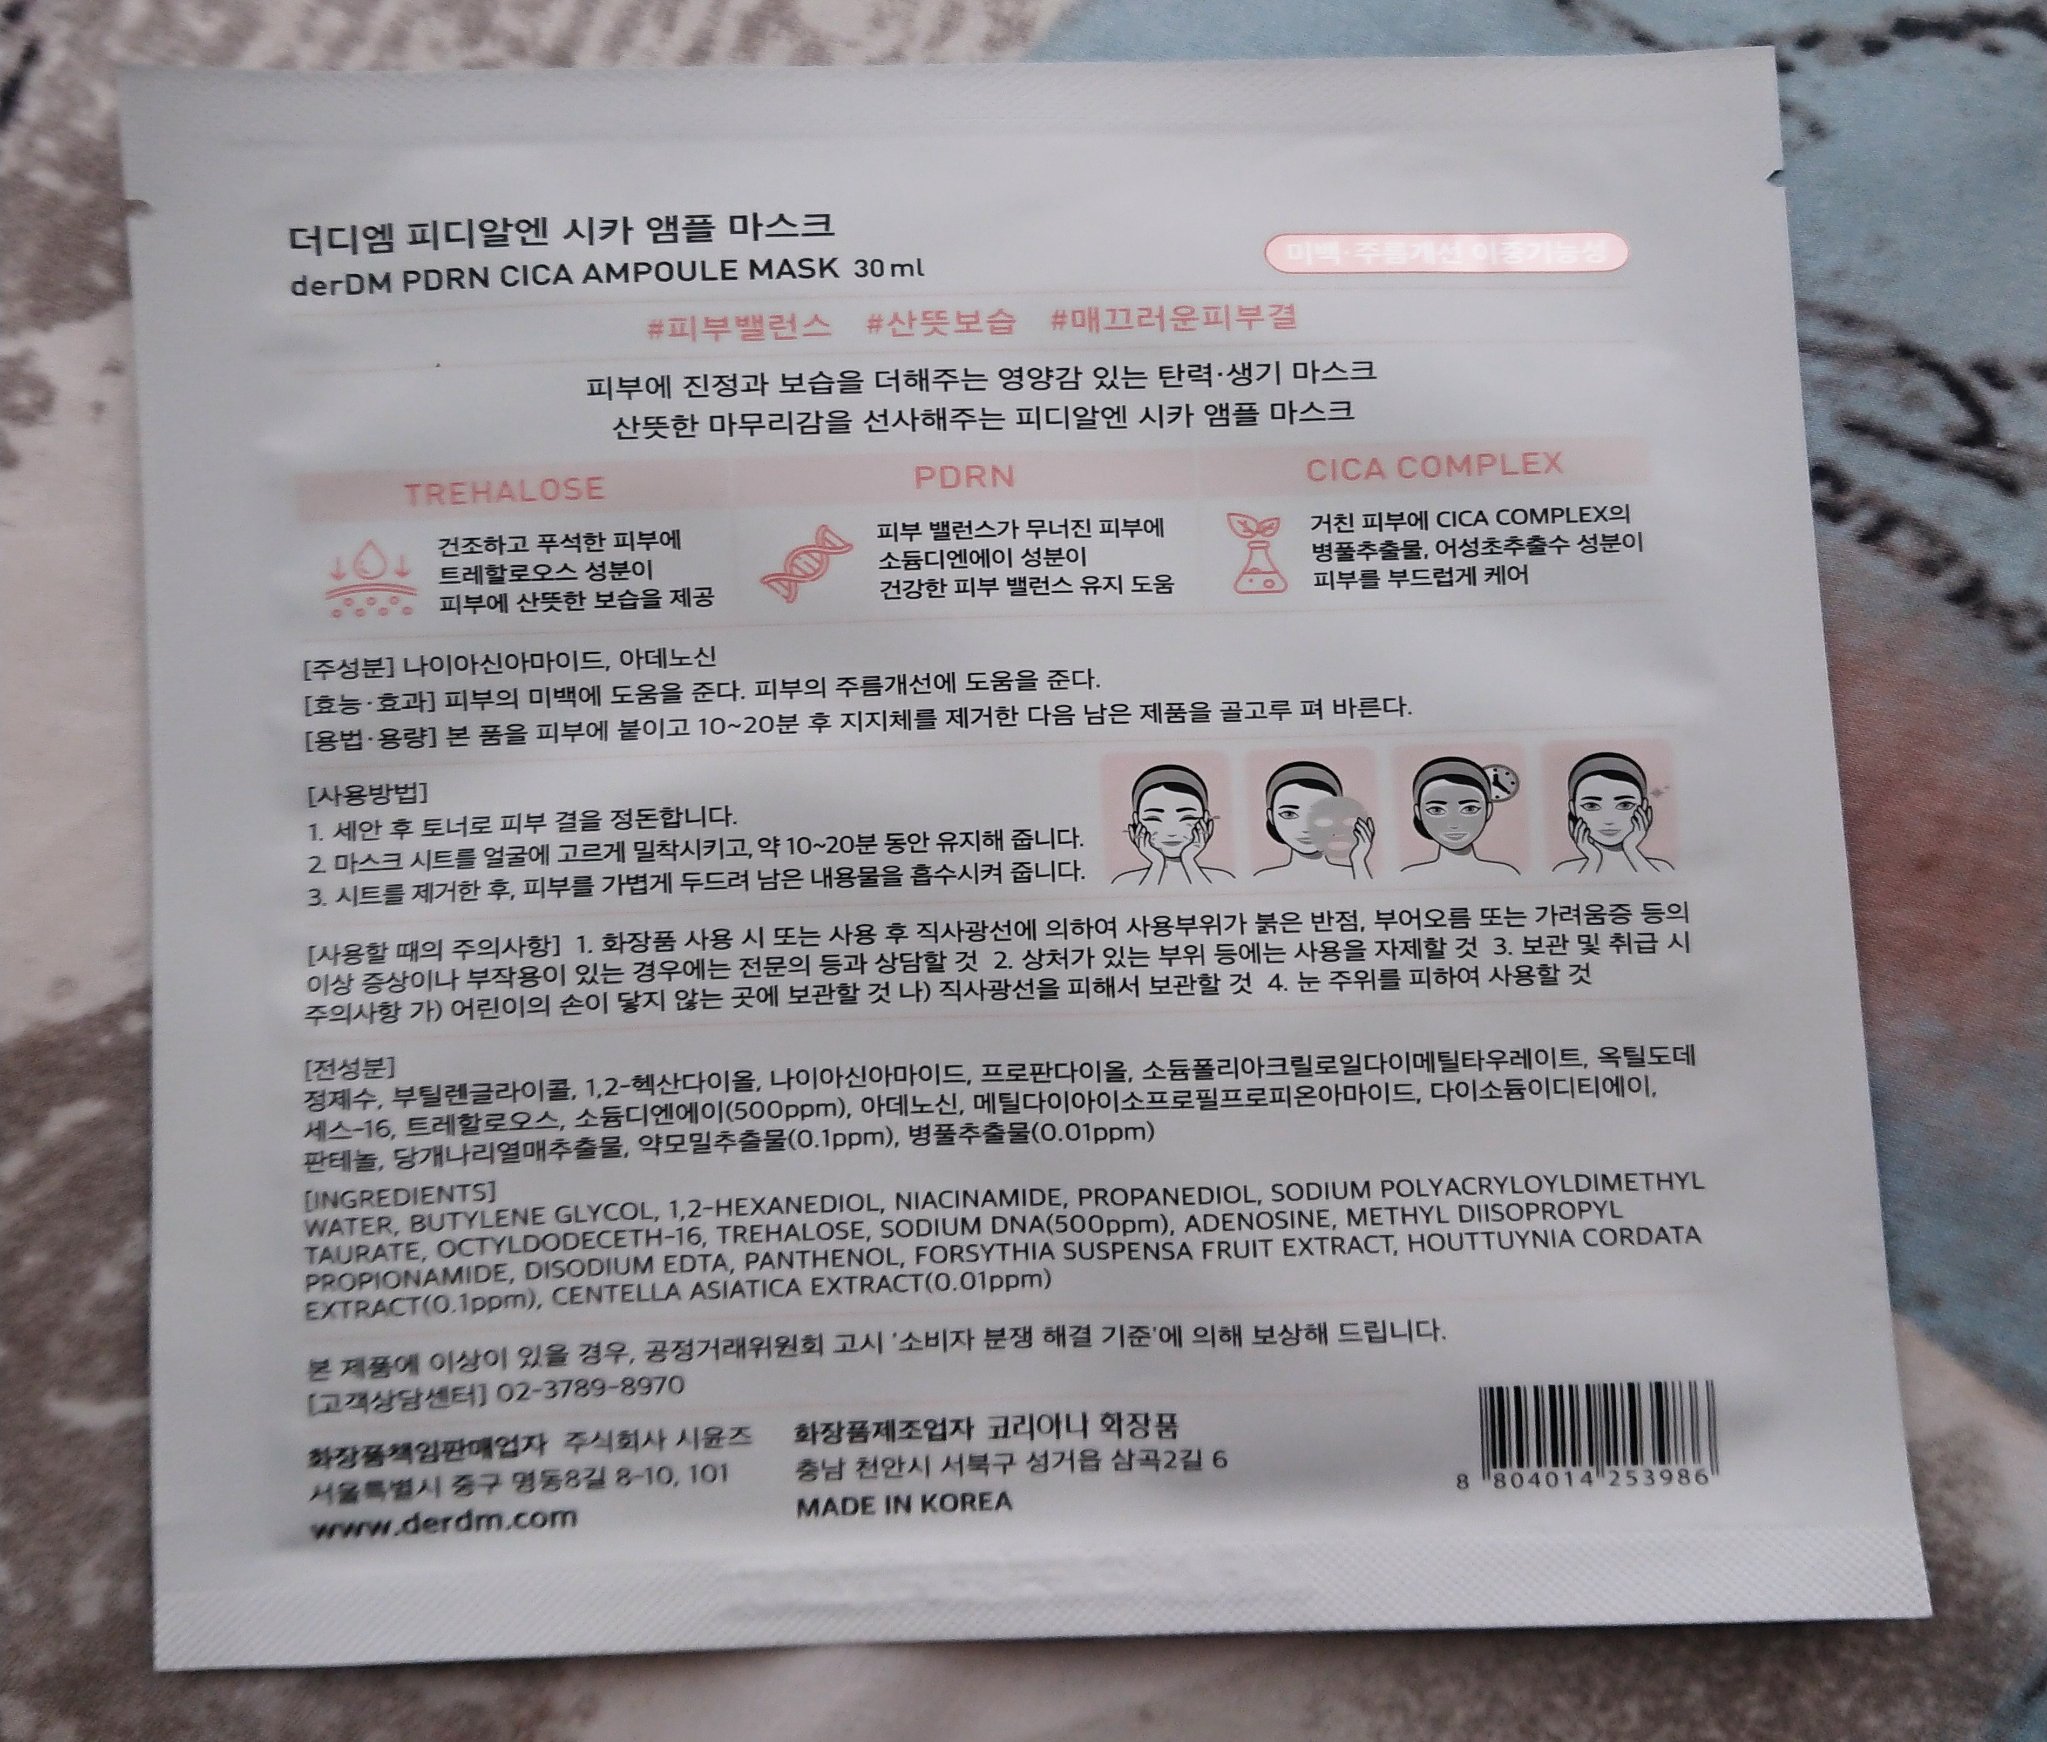 더디엠 피디알엔 시카 앰플 마스크
derDM PDRN CICA AMPOULE MASK 30ml
미백·주름개선 이중기능성
#피부밸런스 #산뜻보습 #매끄러운피부결
피부에 진정과 보습을 더해주는 영양감 있는 탄력·생기 마스크
산뜻한 마무리감을 선사해주는 피디알엔 시카 앰플 마스크
TREHALOSE
건조하고 푸석한 피부에
트레할로오스 성분이
피부에 산뜻한 보습을 제공
PDRN
피부 밸런스가 무너진 피부에
소듐디엔에이 성분이
건강한 피부 밸런스 유지 도움
CICA COMPLEX
거친 피부에 CICA COMPLEX의
병풀추출물, 어성초추출수 성분이
피부를 부드럽게 케어
[주성분] 나이아신아마이드, 아데노신
[효능·효과] 피부의 미백에 도움을 준다. 피부의 주름개선에 도움을 준다.
[용법·용량] 본 품을 피부에 붙이고 10~20분 후 지지체를 제거한 다음 남은 제품을 골고루 펴 바른다.
[사용방법]
1. 세안 후 토너로 피부 결을 정돈합니다.
2. 마스크 시트를 얼굴에 고르게 밀착시키고, 약 10~20분 동안 유지해 줍니다.
3. 시트를 제거한 후, 피부를 가볍게 두드려 남은 내용물을 흡수시켜 줍니다.
[사용할 때의 주의사항] 1. 화장품 사용 시 또는 사용 후 직사광선에 의하여 사용부위가 붉은 반점, 부어오름 또는 가려움증 등의
이상 증상이나 부작용이 있는 경우에는 전문의 등과 상담할 것 2. 상처가 있는 부위 등에는 사용을 자제할 것 3. 보관 및 취급 시
주의사항 가) 어린이의 손이 닿지 않는 곳에 보관할 것 나) 직사광선을 피해서 보관할 것 4. 눈 주위를 피하여 사용할 것
[전성분]
정제수, 부틸렌글라이콜, 1,2-헥산다이올, 나이아신아마이드, 프로판다이올, 소듐폴리아크릴로일다이메틸타우레이트, 옥틸도데
세스-16, 트레할로오스, 소듐디엔에이(500ppm), 아데노신, 메틸다이아이소프로필프로피온아마이드, 다이소듐이디티에이,
판테놀, 당개나리열매추출물, 약모밀추출물(0.1ppm), 병풀추출물(0.01ppm)
[INGREDIENTS]
WATER, BUTYLENE GLYCOL, 1,2-HEXANEDIOL, NIACINAMIDE, PROPANEDIOL, SODIUM POLYACRYLOYLDIMETHYL
TAURATE, OCTYLDODECETH-16, TREHALOSE, SODIUM DNA(500ppm), ADENOSINE, METHYL DIISOPROPYL
PROPIONAMIDE, DISODIUM EDTA, PANTHENOL, FORSYTHIA SUSPENSA FRUIT EXTRACT, HOUTTUYNIA CORDATA
EXTRACT(0.1ppm), CENTELLA ASIATICA EXTRACT(0.01ppm)
본 제품에 이상이 있을 경우, 공정거래위원회 고시 '소비자 분쟁 해결 기준'에 의해 보상해 드립니다.
[고객상담센터] 02-3789-8970
화장품책임판매업자 주식회사 시윤즈
서울특별시 중구 명동8길 8-10, 101
www.derdm.com
화장품제조업자 코리아나 화장품
충남 천안시 서북구 성거읍 삼곡2길 6
MADE IN KOREA
8 804014 253986